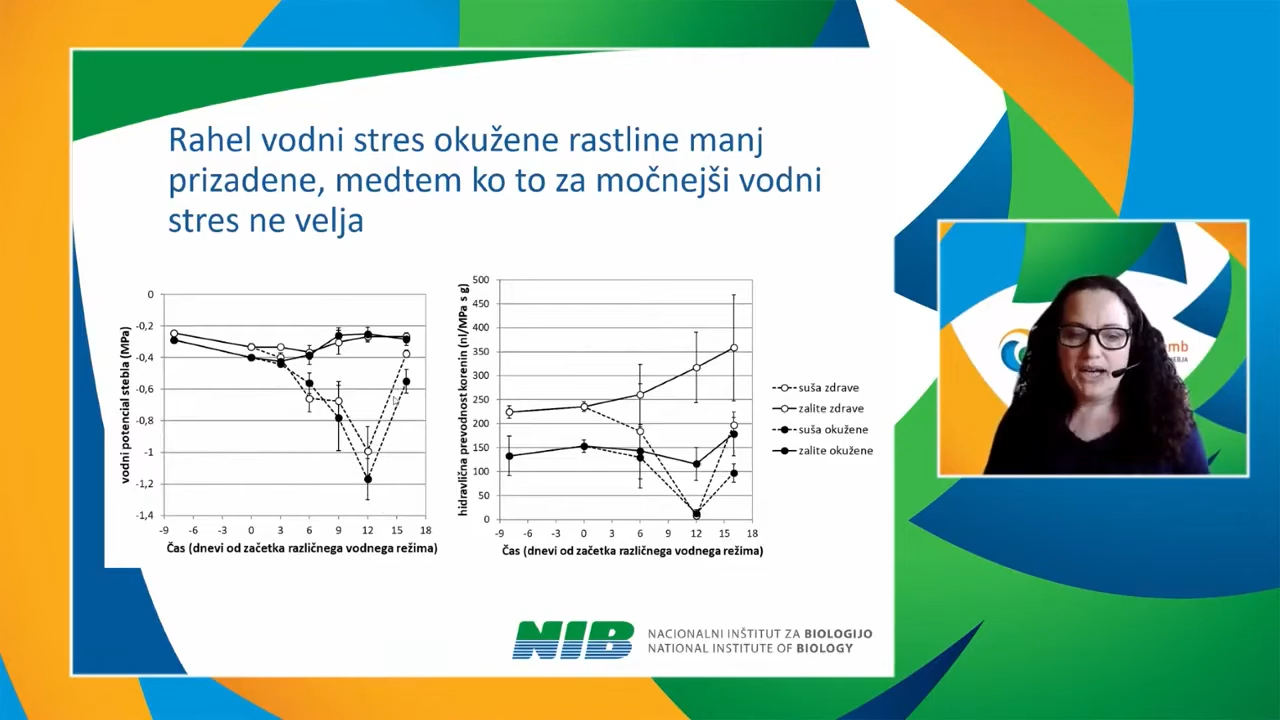 Rahel vodni stres okužene rastline manj
prizadene, medtem ko to za močnejši vodni
stres ne velja
vodni potencial stebla (MPa)
0
-0,2
-0,4
-0,6
-0,8
-1
-1,2
-1,4
-9 -6 -3 0 3 6 9 12 15 18
Čas (dnevi od začetka različnega vodnega režima)
hidravlična prevodnost korenin (nl/MPa s g)
500
450
400
350
300
250
200
150
100
50
0
-9 -6 -3 0 3 6 9 12 15 18
Čas (dnevi od začetka različnega vodnega režima)
suša zdrave
zalite zdrave
suša okužene
zalite okužene
NIB
NACIONALNI INŠTITUT ZA BIOLOGIJO
NATIONAL INSTITUTE OF BIOLOGY